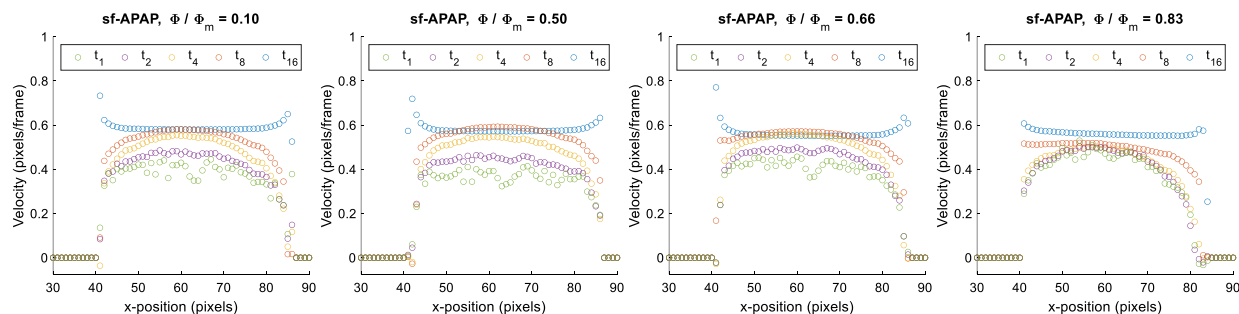 sf-APAP, Φ / Φm = 0.10
t1 t2 t4 t8 t16
Velocity (pixels/frame)
1
0.8
0.6
0.4
0.2
0
30 40 50 60 70 80 90
x-position (pixels)
sf-APAP, Φ / Φm = 0.50
t1 t2 t4 t8 t16
Velocity (pixels/frame)
1
0.8
0.6
0.4
0.2
0
30 40 50 60 70 80 90
x-position (pixels)
sf-APAP, Φ / Φm = 0.66
t1 t2 t4 t8 t16
Velocity (pixels/frame)
1
0.8
0.6
0.4
0.2
0
30 40 50 60 70 80 90
x-position (pixels)
sf-APAP, Φ / Φm = 0.83
t1 t2 t4 t8 t16
Velocity (pixels/frame)
1
0.8
0.6
0.4
0.2
0
30 40 50 60 70 80 90
x-position (pixels)